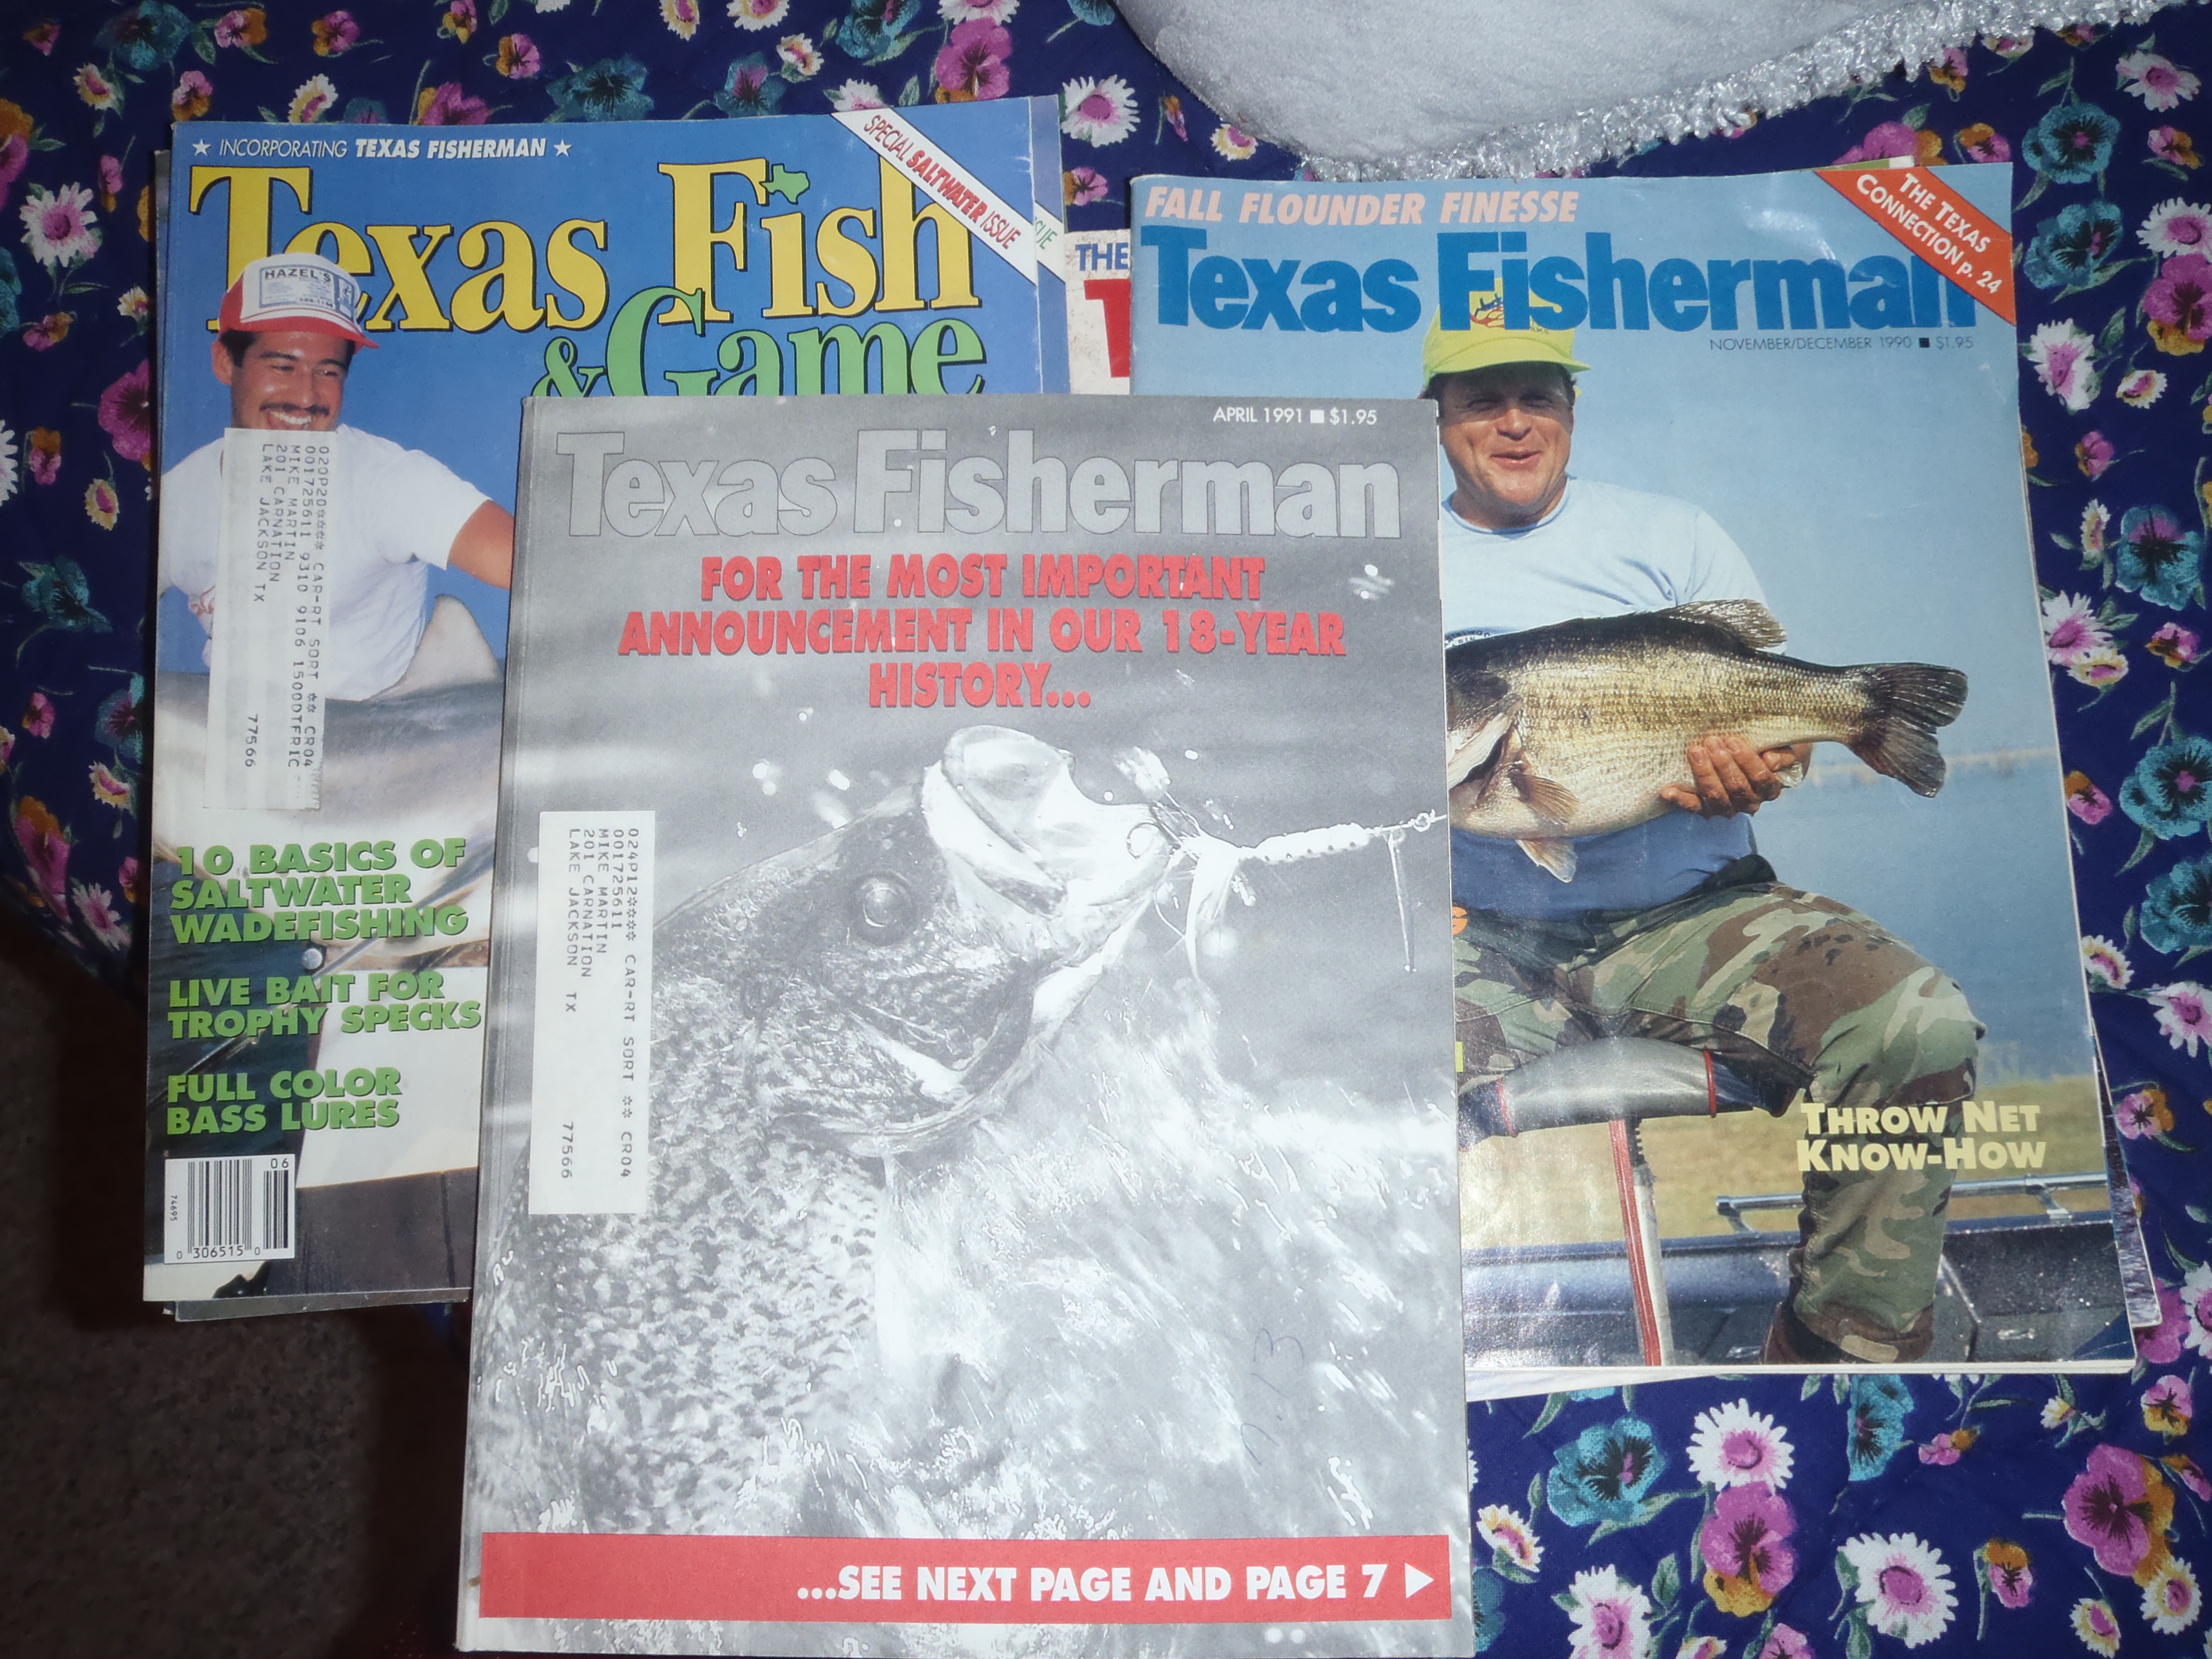 ★ INCORPORATING TEXAS FISHERMAN ★
SPECIAL SALTWATER ISSUE
Texas Fish
& Game
HAZEL'S
020P20**** CAR-RT SORT ** CR04
001725611 9310 9106 1500DTFR1C
MIKE MARTIN
201 CARNATION
LAKE JACKSON TX
77566
10 BASICS OF
SALTWATER
WADEFISHING
LIVE BAIT FOR
TROPHY SPECKS
FULL COLOR
BASS LURES
06
74695
0 306515 0
THE
APRIL 1991 ■ $1.95
Texas Fisherman
FOR THE MOST IMPORTANT
ANNOUNCEMENT IN OUR 18-YEAR
HISTORY...
024P12**** CAR-RT SORT ** CR04
001725611
MIKE MARTIN
201 CARNATION
LAKE JACKSON TX
77566
...SEE NEXT PAGE AND PAGE 7 ▶
FALL FLOUNDER FINESSE
THE TEXAS
CONNECTION P. 24
Texas Fisherman
NOVEMBER/DECEMBER 1990 ■ $1.95
THROW NET
KNOW-HOW